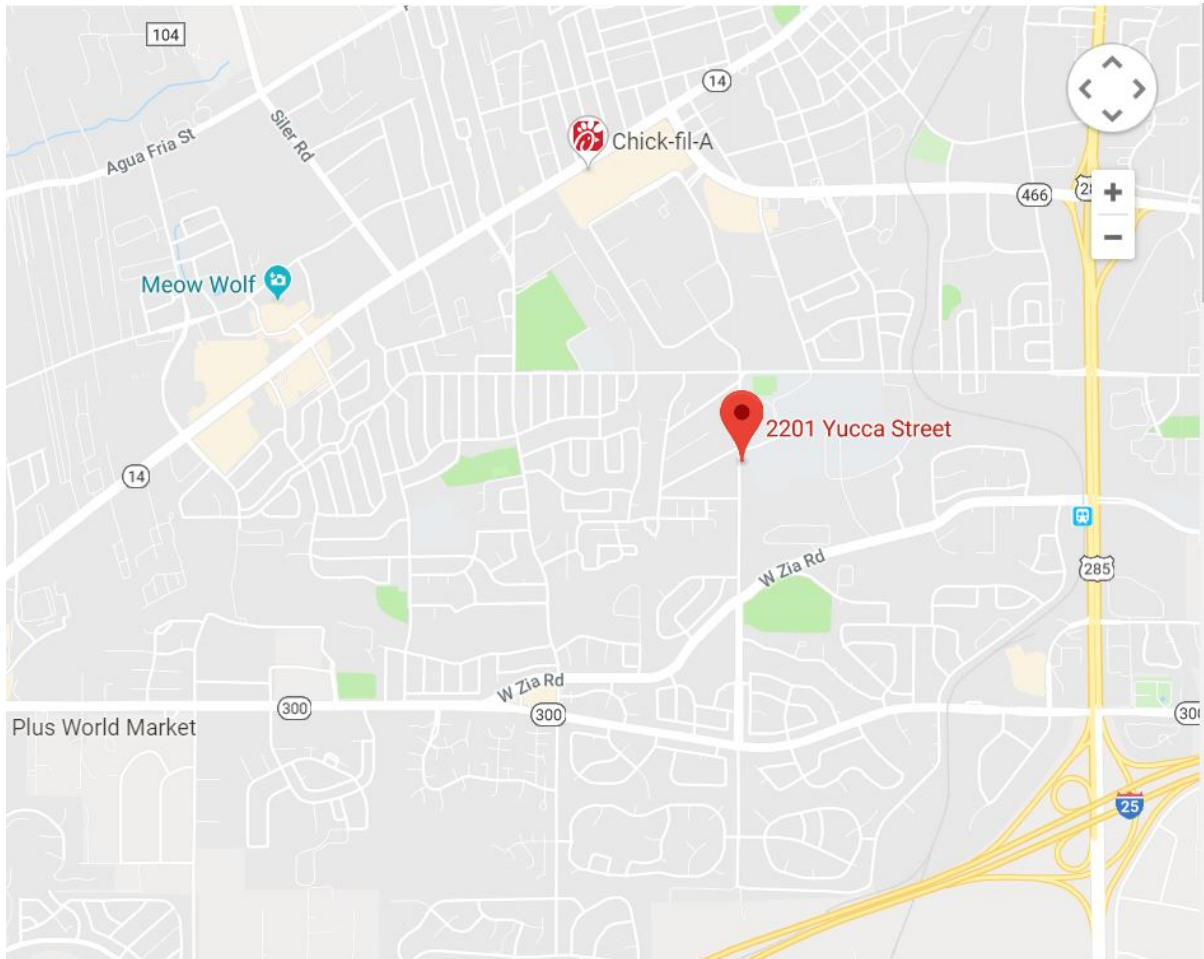 104
14
Siler Rd
Agua Fria St
Chick-fil-A
466
Meow Wolf
2201 Yucca Street
14
W Zia Rd
285
W Zia Rd
300
300
300
Plus World Market
25